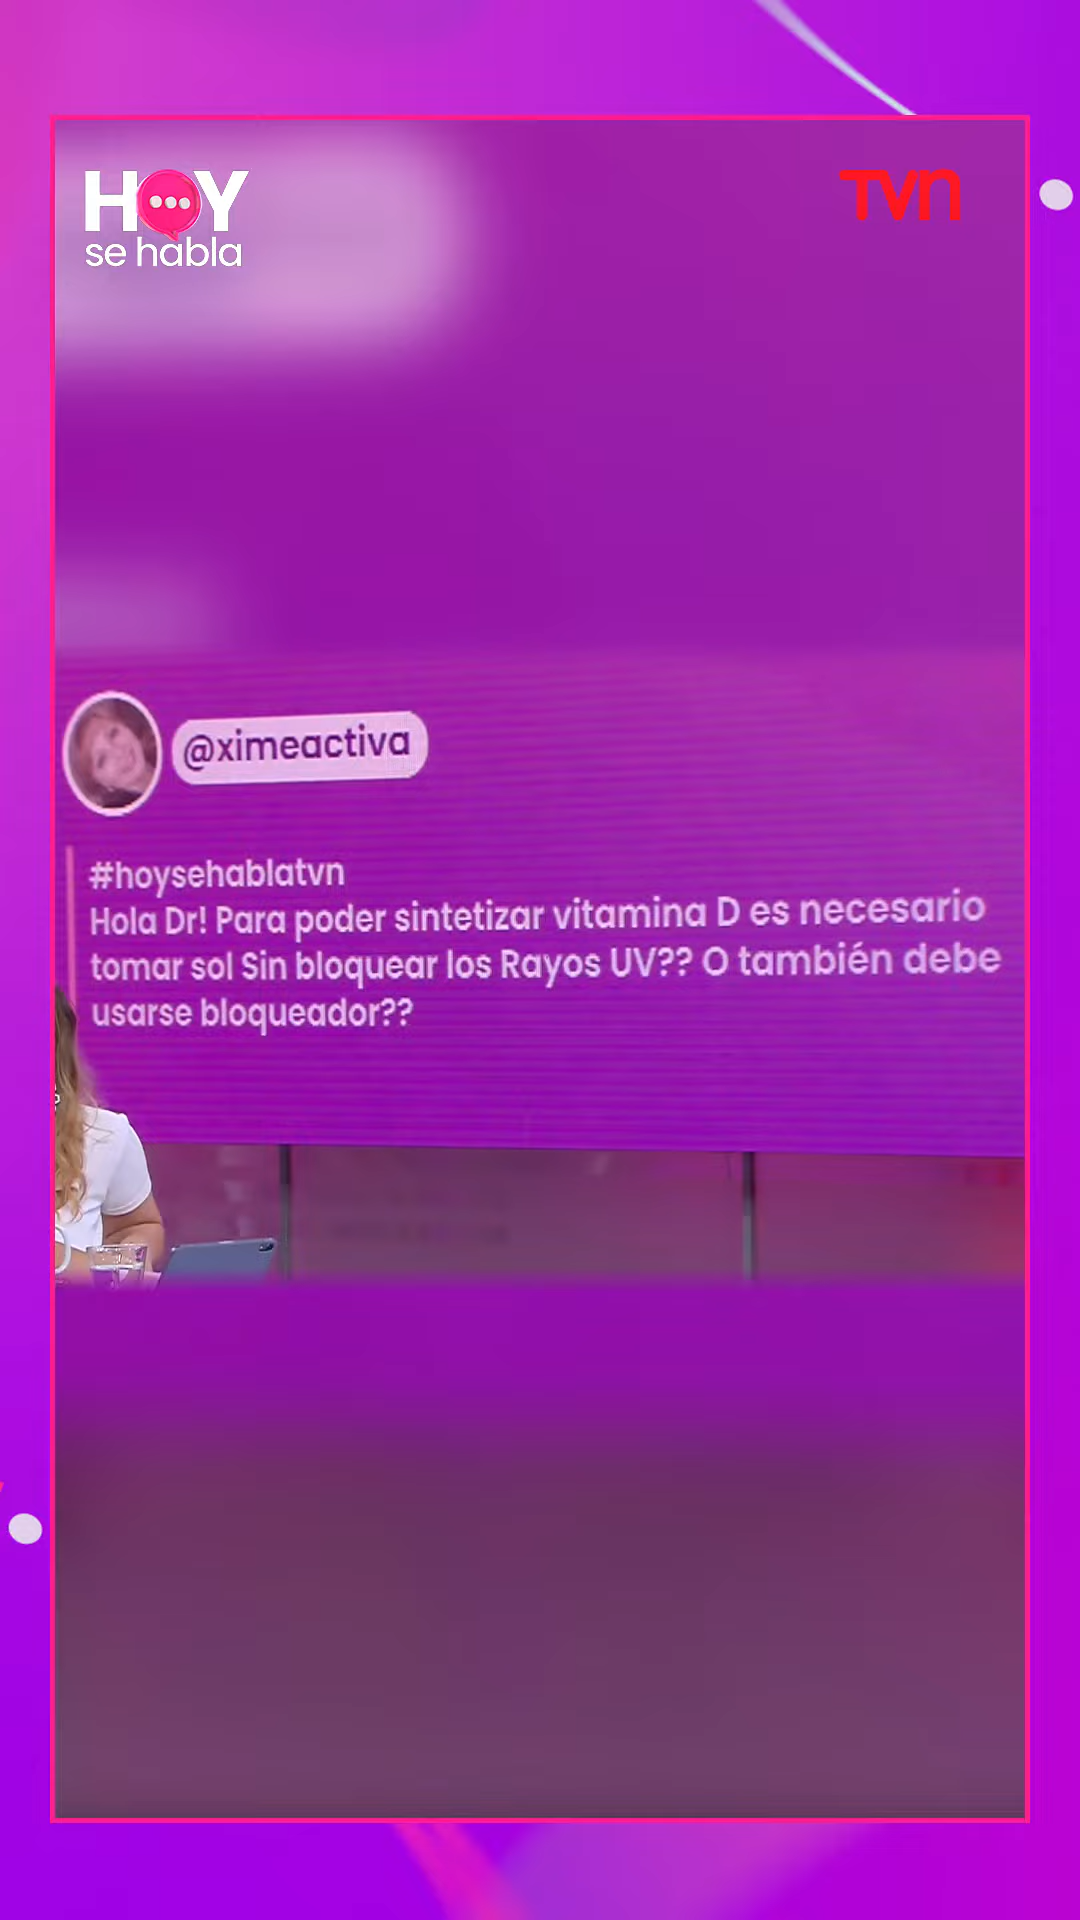 HOY
se habla
TVN
@ximeactiva
#hoysehablatvn
Hola Dr! Para poder sintetizar vitamina D es necesario
tomar sol Sin bloquear los Rayos UV?? O también debe
usarse bloqueador??